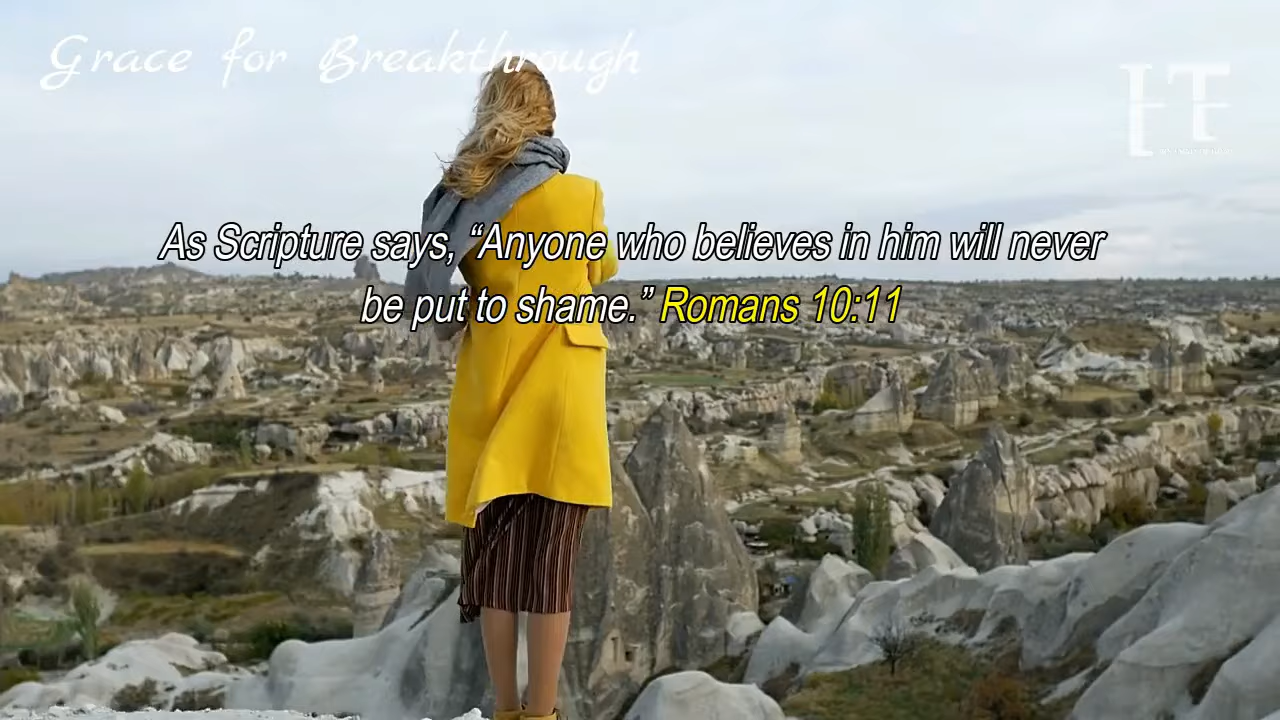 Grace for Breakthrough
HT
As Scripture says, “Anyone who believes in him will never
be put to shame.” Romans 10:11